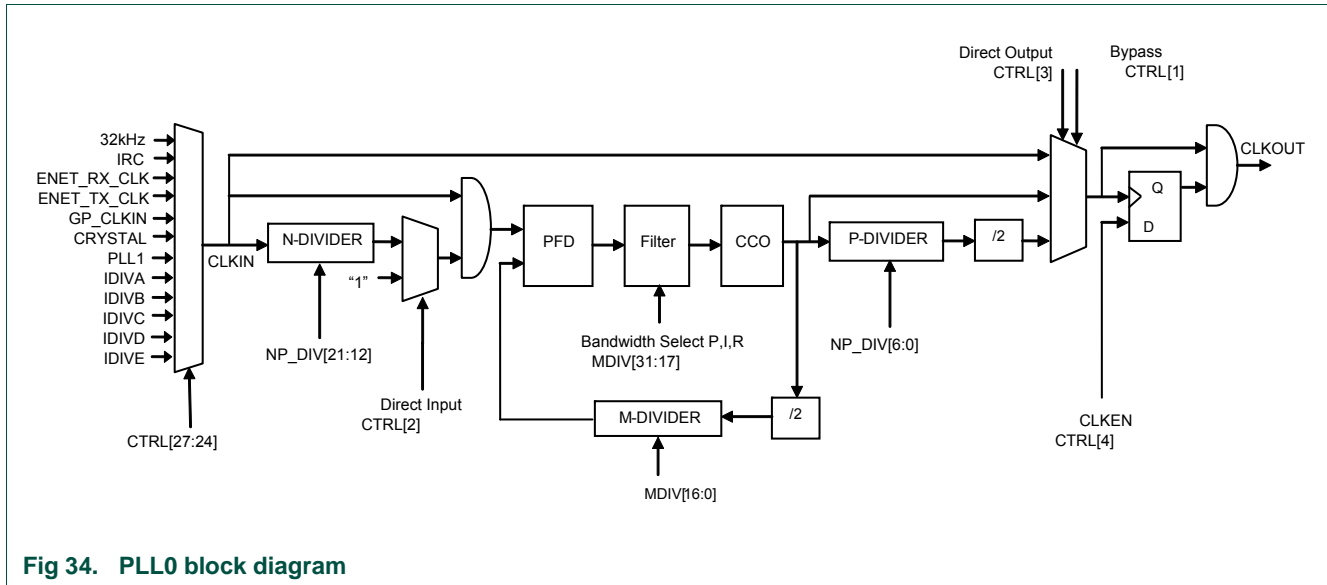 Direct Output
CTRL[3]
Bypass
CTRL[1]
32kHz
IRC
ENET_RX_CLK
ENET_TX_CLK
GP_CLKIN
CRYSTAL
PLL1
IDIVA
IDIVB
IDIVC
IDIVD
IDIVE
CTRL[27:24]
CLKIN
N-DIVIDER
"1"
NP_DIV[21:12]
Direct Input
CTRL[2]
PFD
Filter
CCO
P-DIVIDER
/2
Bandwidth Select P,I,R
MDIV[31:17]
NP_DIV[6:0]
M-DIVIDER
/2
MDIV[16:0]
Q
D
CLKOUT
CLKEN
CTRL[4]
Fig 34. PLL0 block diagram